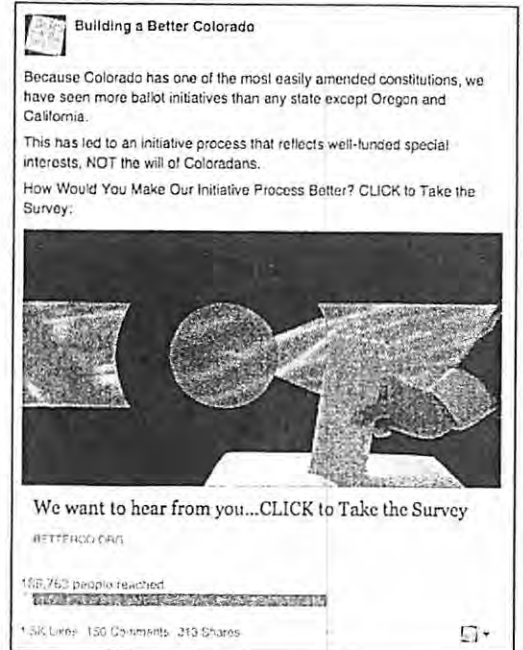 Building a Better Colorado
Because Colorado has one of the most easily amended constitutions, we
have seen more ballot initiatives than any state except Oregon and
California.
This has led to an initiative process that reflects well-funded special
interests, NOT the will of Coloradans.
How Would You Make Our Initiative Process Better? CLICK to Take the
Survey:
We want to hear from you...CLICK to Take the Survey
BETTERCO.ORG
people reached
Likes 150 Comments 213 Shares